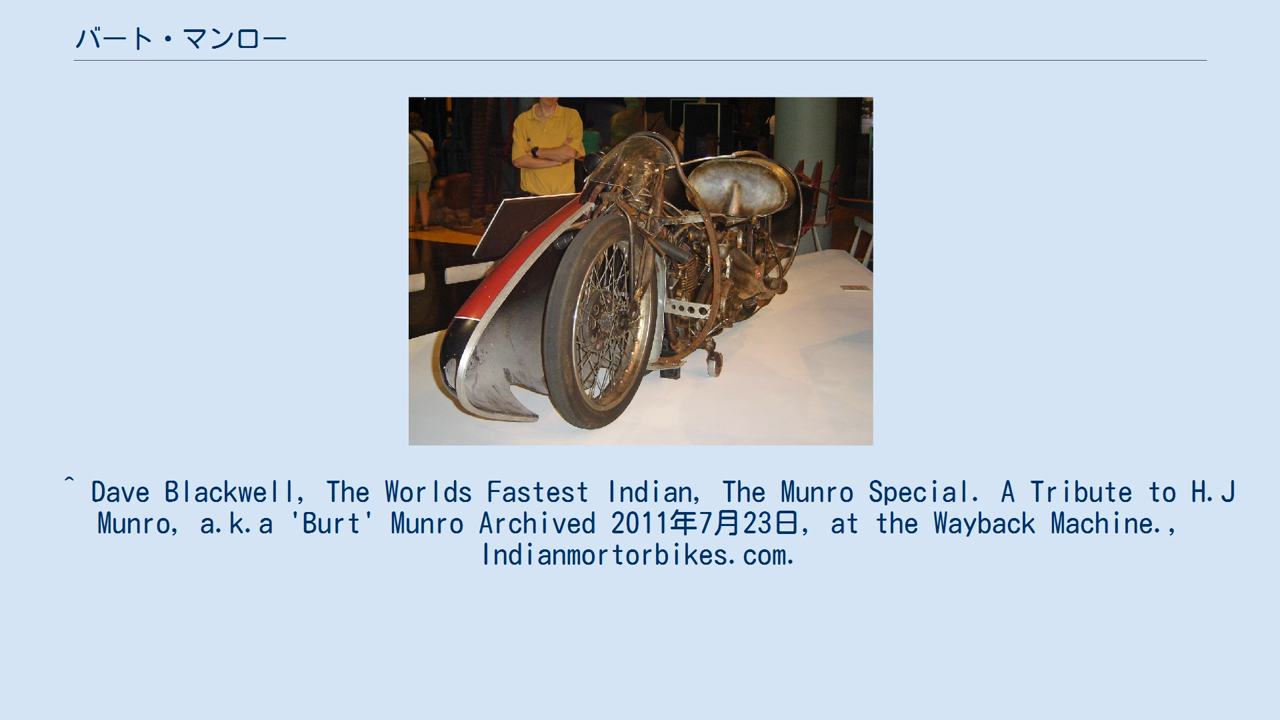 バート・マンロー
^ Dave Blackwell, The Worlds Fastest Indian, The Munro Special. A Tribute to H.J
Munro, a.k.a 'Burt' Munro Archived 2011年7月23日, at the Wayback Machine.,
Indianmortorbikes.com.